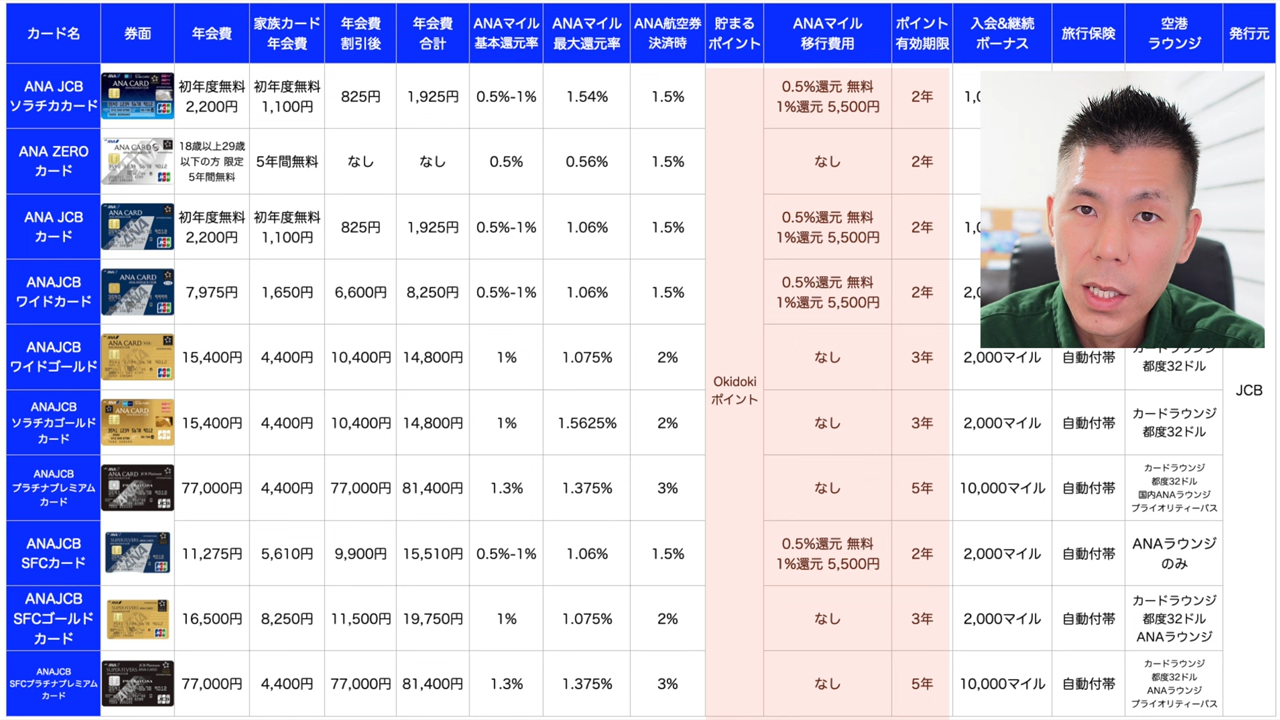 カード名 券面 年会費 家族カード年会費 年会費割引後 年会費合計 ANAマイル基本還元率 ANAマイル最大還元率 ANA航空券決済時 貯まるポイント ANAマイル移行費用 ポイント有効期限 入会&継続ボーナス 旅行保険 空港ラウンジ 発行元
ANA JCB
ソラチカカード
初年度無料
2,200円
初年度無料
1,100円
825円
1,925円
0.5%-1%
1.54%
1.5%
0.5%還元 無料
1%還元 5,500円
2年
ANA ZERO
カード
18歳以上29歳
以下の方 限定
5年間無料
5年間無料
なし
なし
0.5%
0.56%
1.5%
なし
2年
ANA JCB
カード
初年度無料
2,200円
初年度無料
1,100円
825円
1,925円
0.5%-1%
1.06%
1.5%
0.5%還元 無料
1%還元 5,500円
2年
ANAJCB
ワイドカード
7,975円
1,650円
6,600円
8,250円
0.5%-1%
1.06%
1.5%
0.5%還元 無料
1%還元 5,500円
2年
ANAJCB
ワイドゴールド
15,400円
4,400円
10,400円
14,800円
1%
1.075%
2%
なし
3年
2,000マイル
自動付帯
カードラウンジ
都度32ドル
Okidoki
ポイント
JCB
ANAJCB
ソラチカゴールド
カード
15,400円
4,400円
10,400円
14,800円
1%
1.5625%
2%
なし
3年
2,000マイル
自動付帯
カードラウンジ
都度32ドル
ANAJCB
プラチナプレミアム
カード
77,000円
4,400円
77,000円
81,400円
1.3%
1.375%
3%
なし
5年
10,000マイル
自動付帯
カードラウンジ
都度32ドル
国内ANAラウンジ
プライオリティーパス
ANAJCB
SFCカード
11,275円
5,610円
9,900円
15,510円
0.5%-1%
1.06%
1.5%
0.5%還元 無料
1%還元 5,500円
2年
2,000マイル
自動付帯
ANAラウンジ
のみ
ANAJCB
SFCゴールド
カード
16,500円
8,250円
11,500円
19,750円
1%
1.075%
2%
なし
3年
2,000マイル
自動付帯
カードラウンジ
都度32ドル
ANAラウンジ
ANAJCB
SFCプラチナプレミアム
カード
77,000円
4,400円
77,000円
81,400円
1.3%
1.375%
3%
なし
5年
10,000マイル
自動付帯
カードラウンジ
都度32ドル
ANAラウンジ
プライオリティーパス